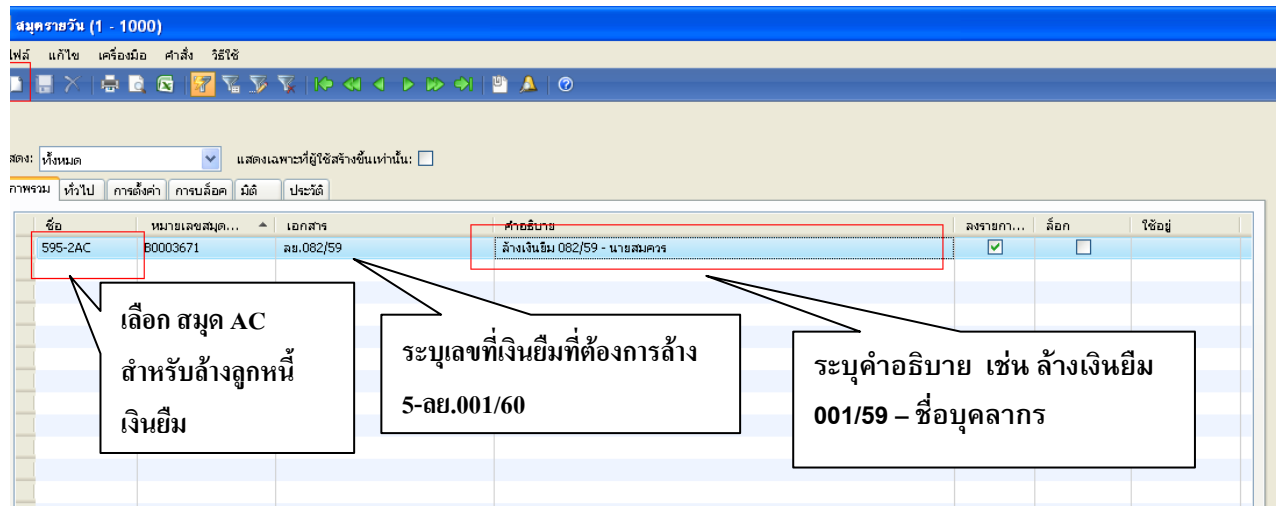 สมุดรายวัน (1 - 1000)
ไฟล์ แก้ไข เครื่องมือ คำสั่ง วิธีใช้
สดง: ทั้งหมด แสดงเฉพาะที่ผู้ใช้สร้างขึ้นเท่านั้น:
ภาพรวม ทั่วไป การตั้งค่า การบล็อค มิติ ประวัติ
ชื่อ หมายเลขสมุด... เอกสาร คำอธิบาย ลงรายกา... ล็อก ใช้อยู่
595-2AC B0003671 ลย.082/59 ล้างเงินยืม 082/59 - นายสมควร
เลือก สมุด AC
สำหรับล้างลูกหนี้
เงินยืม
ระบุเลขที่เงินยืมที่ต้องการล้าง
5-ลย.001/60
ระบุคำอธิบาย เช่น ล้างเงินยืม
001/59 – ชื่อบุคลากร